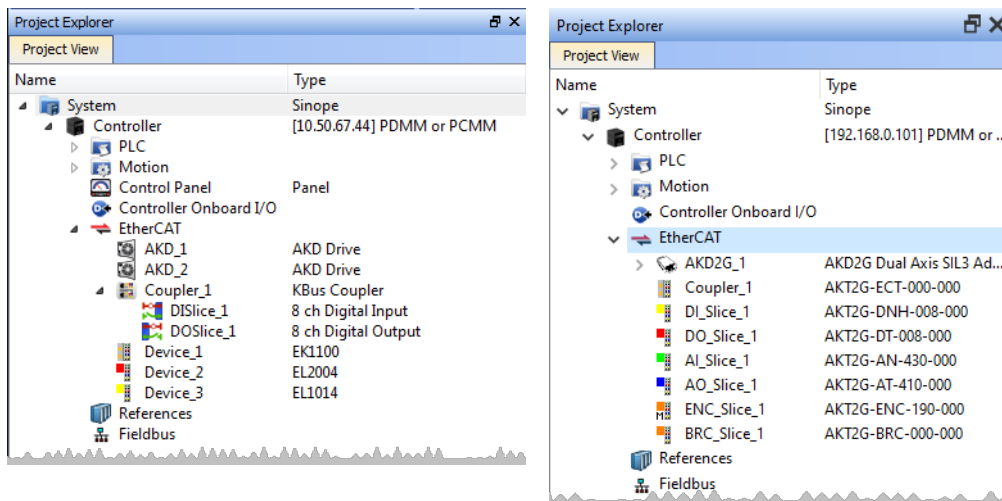 Project Explorer
Project View
Name Type
System Sinope
Controller [10.50.67.44] PDMM or PCMM
PLC
Motion
Control Panel Panel
Controller Onboard I/O
EtherCAT
AKD_1 AKD Drive
AKD_2 AKD Drive
Coupler_1 KBus Coupler
DISlice_1 8 ch Digital Input
DOSlice_1 8 ch Digital Output
Device_1 EK1100
Device_2 EL2004
Device_3 EL1014
References
Fieldbus
Project Explorer
Project View
Name Type
System Sinope
Controller [192.168.0.101] PDMM or ...
PLC
Motion
Controller Onboard I/O
EtherCAT
AKD2G_1 AKD2G Dual Axis SIL3 Ad...
Coupler_1 AKT2G-ECT-000-000
DI_Slice_1 AKT2G-DNH-008-000
DO_Slice_1 AKT2G-DT-008-000
AI_Slice_1 AKT2G-AN-430-000
AO_Slice_1 AKT2G-AT-410-000
ENC_Slice_1 AKT2G-ENC-190-000
BRC_Slice_1 AKT2G-BRC-000-000
References
Fieldbus